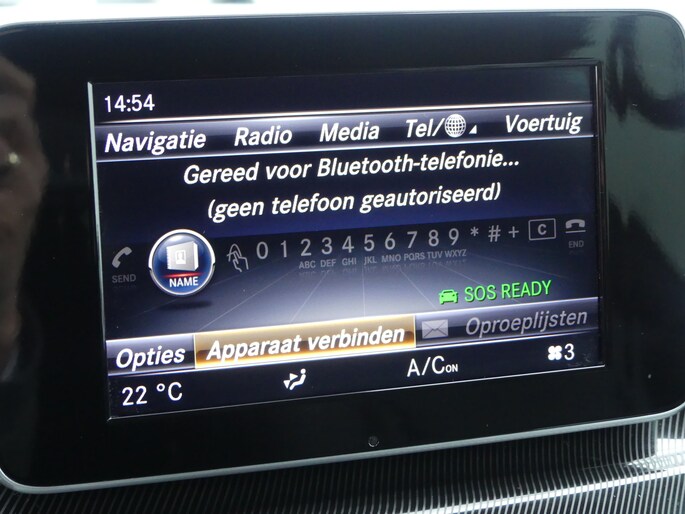 14:54
Navigatie Radio Media Tel/ Voertuig
Gereed voor Bluetooth-telefonie...
(geen telefoon geautoriseerd)
SEND NAME 0 1 2 3 4 5 6 7 8 9 * # + C END
ABC DEF GHI JKL MNO PQRS TUV WXYZ
SOS READY
Opties Apparaat verbinden Oproeplijsten
22 °C A/C ON 3